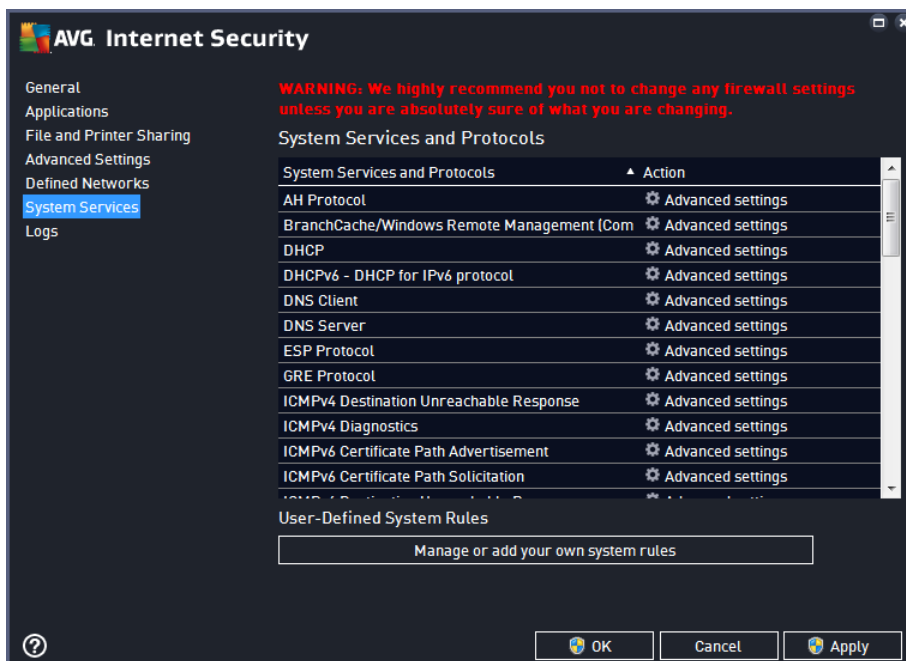 AVG Internet Security
General
Applications
File and Printer Sharing
Advanced Settings
Defined Networks
System Services
Logs
WARNING: We highly recommend you not to change any firewall settings
unless you are absolutely sure of what you are changing.
System Services and Protocols
System Services and Protocols Action
AH Protocol Advanced settings
BranchCache/Windows Remote Management (Com Advanced settings
DHCP Advanced settings
DHCPv6 - DHCP for IPv6 protocol Advanced settings
DNS Client Advanced settings
DNS Server Advanced settings
ESP Protocol Advanced settings
GRE Protocol Advanced settings
ICMPv4 Destination Unreachable Response Advanced settings
ICMPv4 Diagnostics Advanced settings
ICMPv6 Certificate Path Advertisement Advanced settings
ICMPv6 Certificate Path Solicitation Advanced settings
User-Defined System Rules
Manage or add your own system rules
OK Cancel Apply